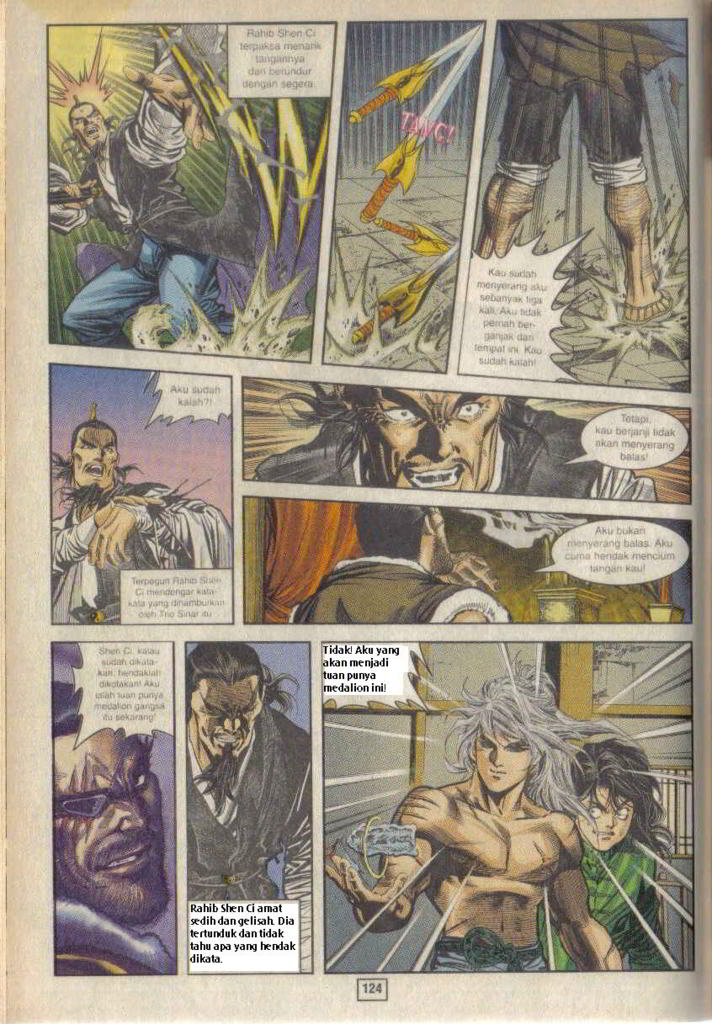 Rahib Shen Ci
terpaksa menarik
tangannya
dan berundur
dengan segera.
TANG!
Kau sudah
menyerang aku
sebanyak tiga
kali. Aku tidak
pernah ber-
ganjak dari
tempat ini. Kau
sudah kalah!
Aku sudah
kalah?!
Terpegun Rahib Shen
Ci mendengar kata-
kata yang dihamburkan
oleh Trio Sinar itu
Tetapi,
kau berjanji tidak
akan menyerang
balas!
Aku bukan
menyerang balas. Aku
cuma hendak mencium
tangan kau!
Shen Ci, kalau
sudah dikata-
kan, hendaklah
dikotakan! Aku
ialah tuan punya
medalion gangsa
itu sekarang!
Rahib Shen Ci amat
sedih dan gelisah. Dia
tertunduk dan tidak
tahu apa yang hendak
dikata.
Tidak! Aku yang
akan menjadi
tuan punya
medalion ini!
124